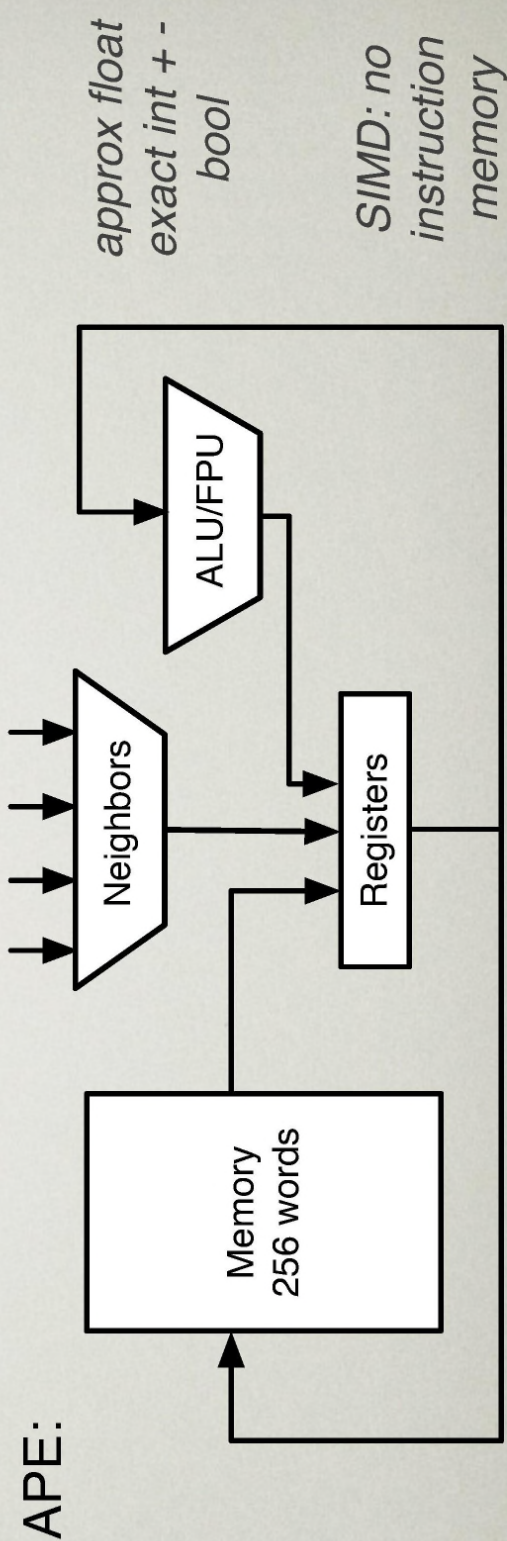 APE:
Memory
256 words
Neighbors
Registers
ALU/FPU
approx float
exact int + -
bool
SIMD: no
instruction
memory